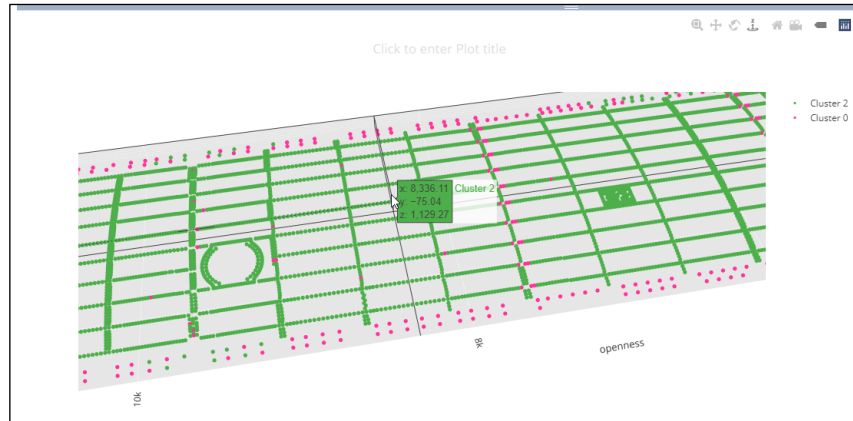 Click to enter Plot title
Cluster 2
Cluster 0
x: 8,336.11 Cluster 2
y: −75.04
z: 1,129.27
8k
openness
10k